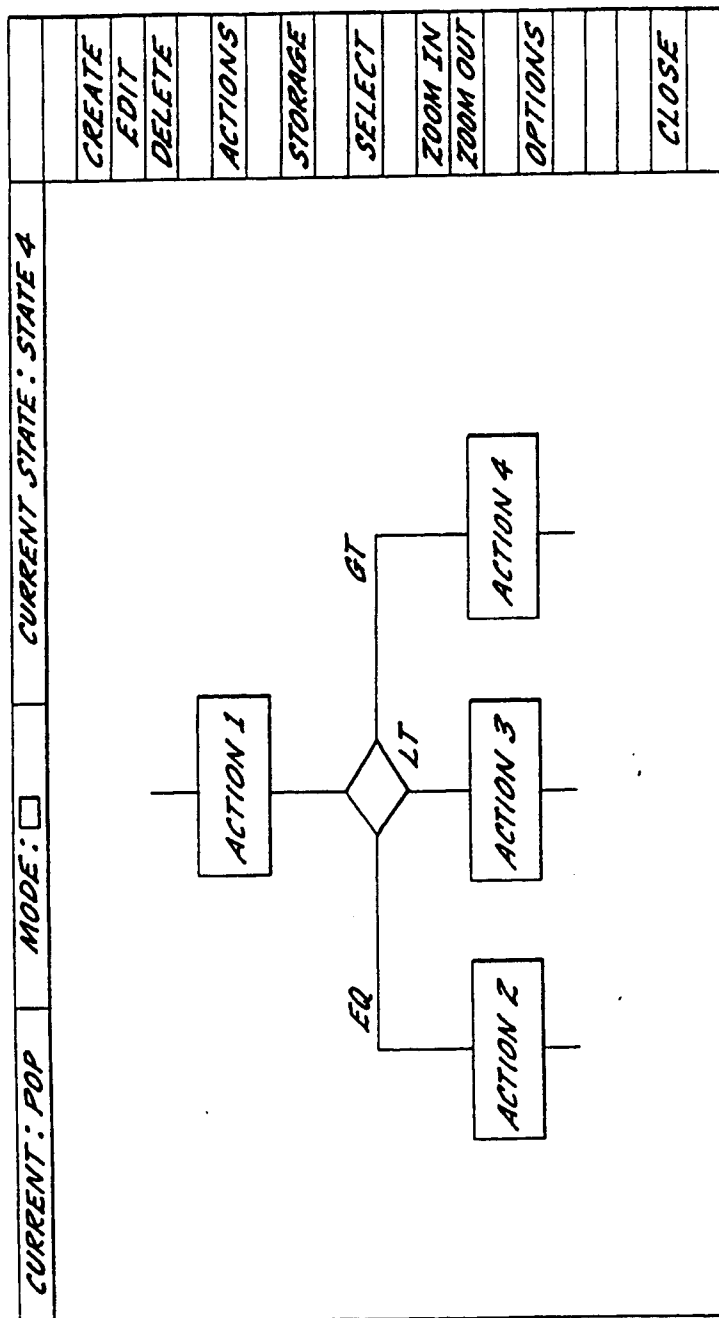 CURRENT: POP
MODE:
CURRENT STATE: STATE 4
CREATE
EDIT
DELETE
ACTIONS
STORAGE
SELECT
ZOOM IN
ZOOM OUT
OPTIONS
CLOSE
ACTION 1
EQ
LT
GT
ACTION 2
ACTION 3
ACTION 4